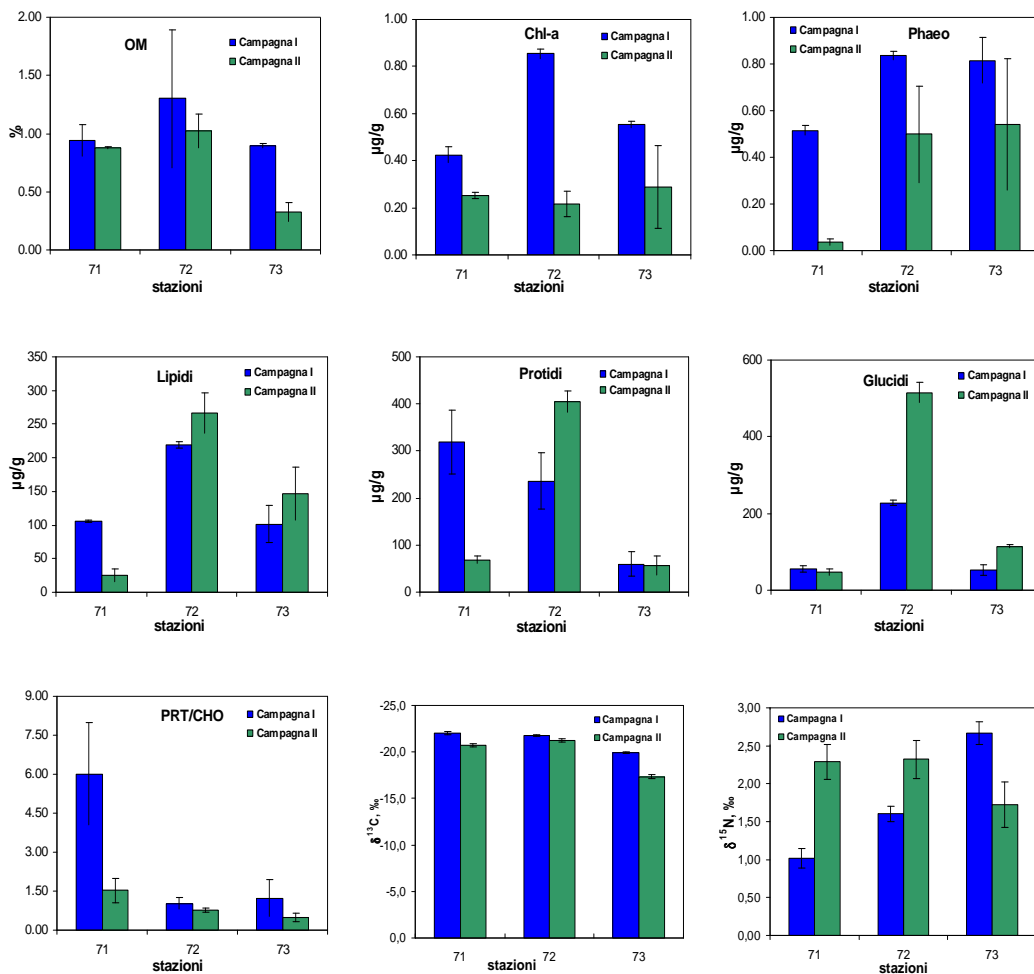 OM
Campagna I
Campagna II
%
2.00
1.50
1.00
0.50
0.00
71 72 73
stazioni
Chl-a
Campagna I
Campagna II
µg/g
1.00
0.80
0.60
0.40
0.20
0.00
71 72 73
stazioni
Phaeo
Campagna I
Campagna II
µg/g
1.00
0.80
0.60
0.40
0.20
0.00
71 72 73
stazioni
Lipidi
Campagna I
Campagna II
µg/g
350
300
250
200
150
100
50
0
71 72 73
stazioni
Protidi
Campagna I
Campagna II
µg/g
500
400
300
200
100
0
71 72 73
stazioni
Glucidi
Campagna I
Campagna II
µg/g
600
400
200
0
71 72 73
stazioni
PRT/CHO
Campagna I
Campagna II
9.00
7.50
6.00
4.50
3.00
1.50
0.00
71 72 73
stazioni
Campagna I
Campagna II
δ¹³C, ‰
-25,0
-20,0
-15,0
-10,0
-5,0
0,0
71 72 73
stazioni
Campagna I
Campagna II
δ¹⁵N, ‰
3,00
2,50
2,00
1,50
1,00
0,50
0,00
71 72 73
stazioni